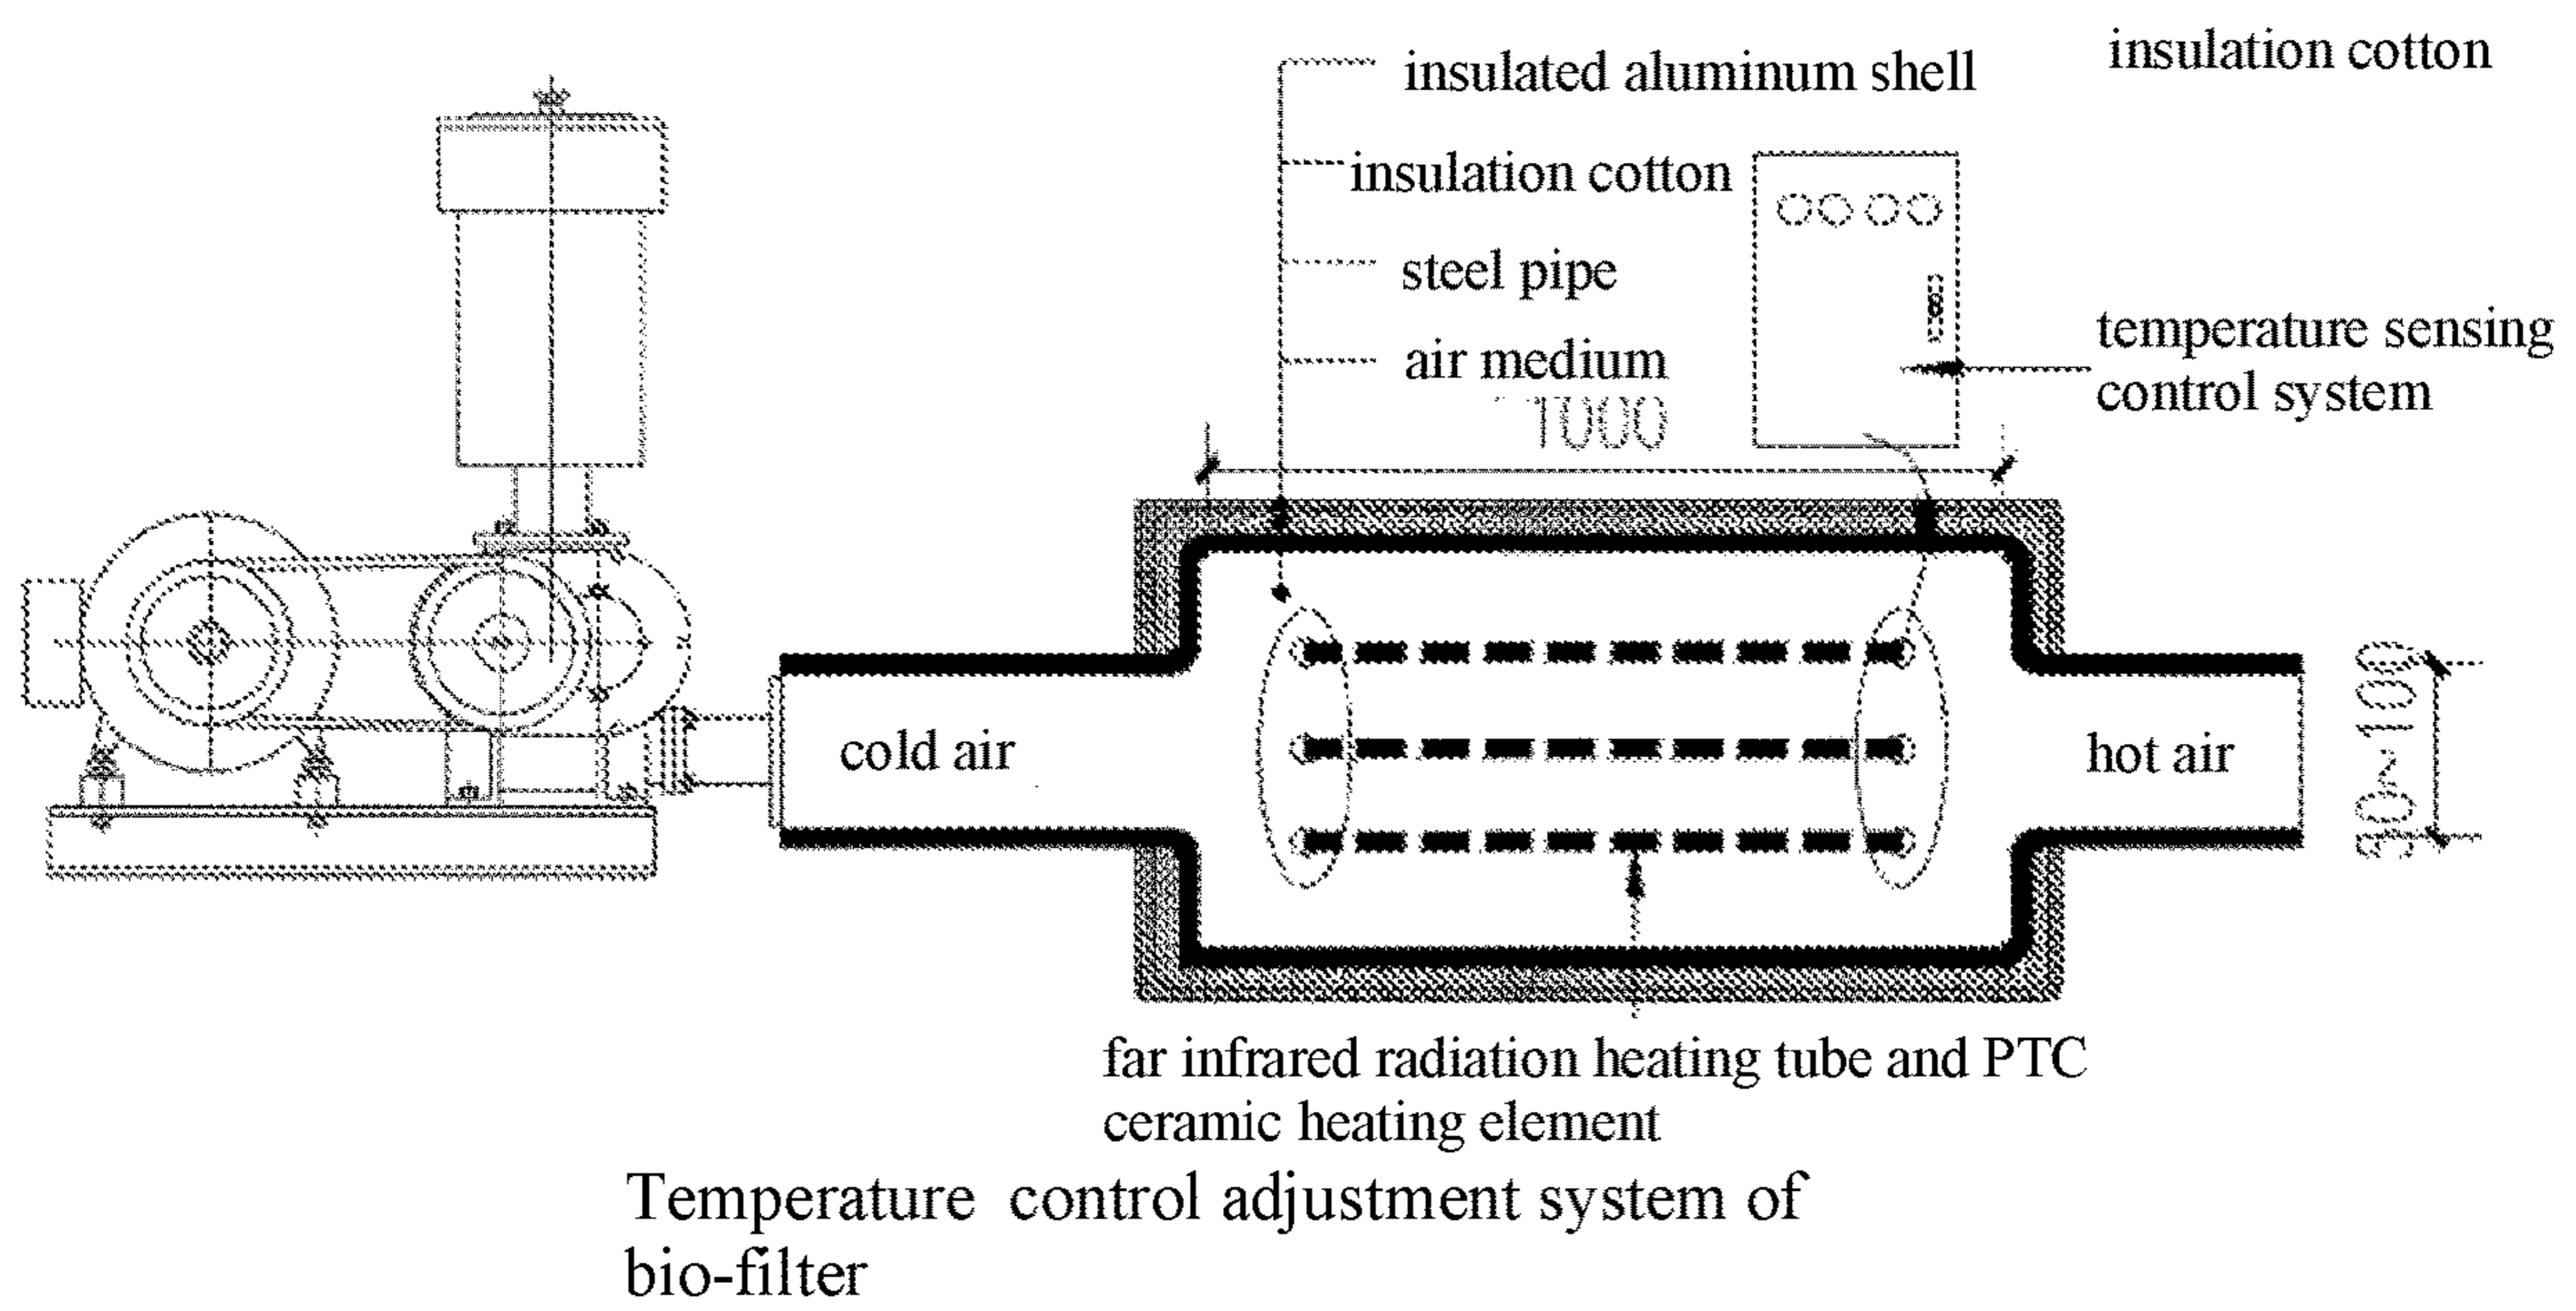 insulated aluminum shell
insulation cotton
insulation cotton
steel pipe
temperature sensing
control system
air medium
1000
cold air
hot air
far infrared radiation heating tube and PTC
ceramic heating element
Temperature control adjustment system of
bio-filter